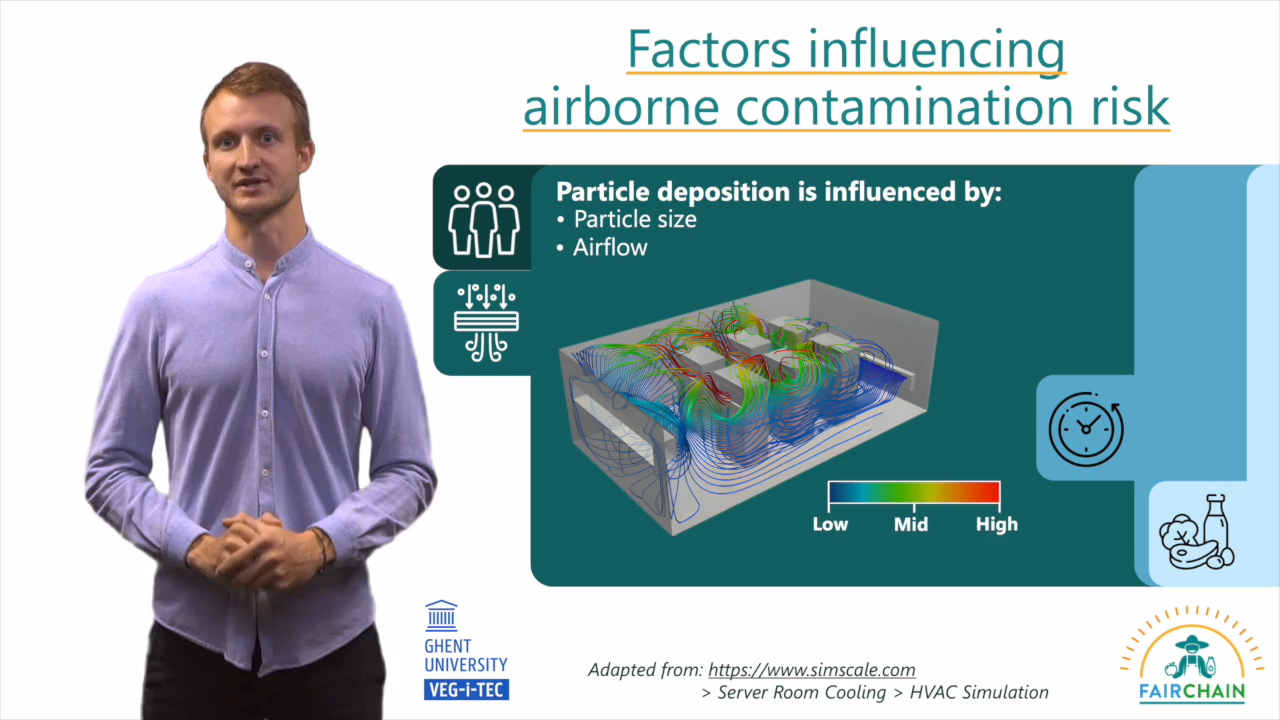 Factors influencing
airborne contamination risk
Particle deposition is influenced by:
• Particle size
• Airflow
Low Mid High
GHENT
UNIVERSITY
VEG-i-TEC
Adapted from: https://www.simscale.com
> Server Room Cooling > HVAC Simulation
FAIRCHAIN